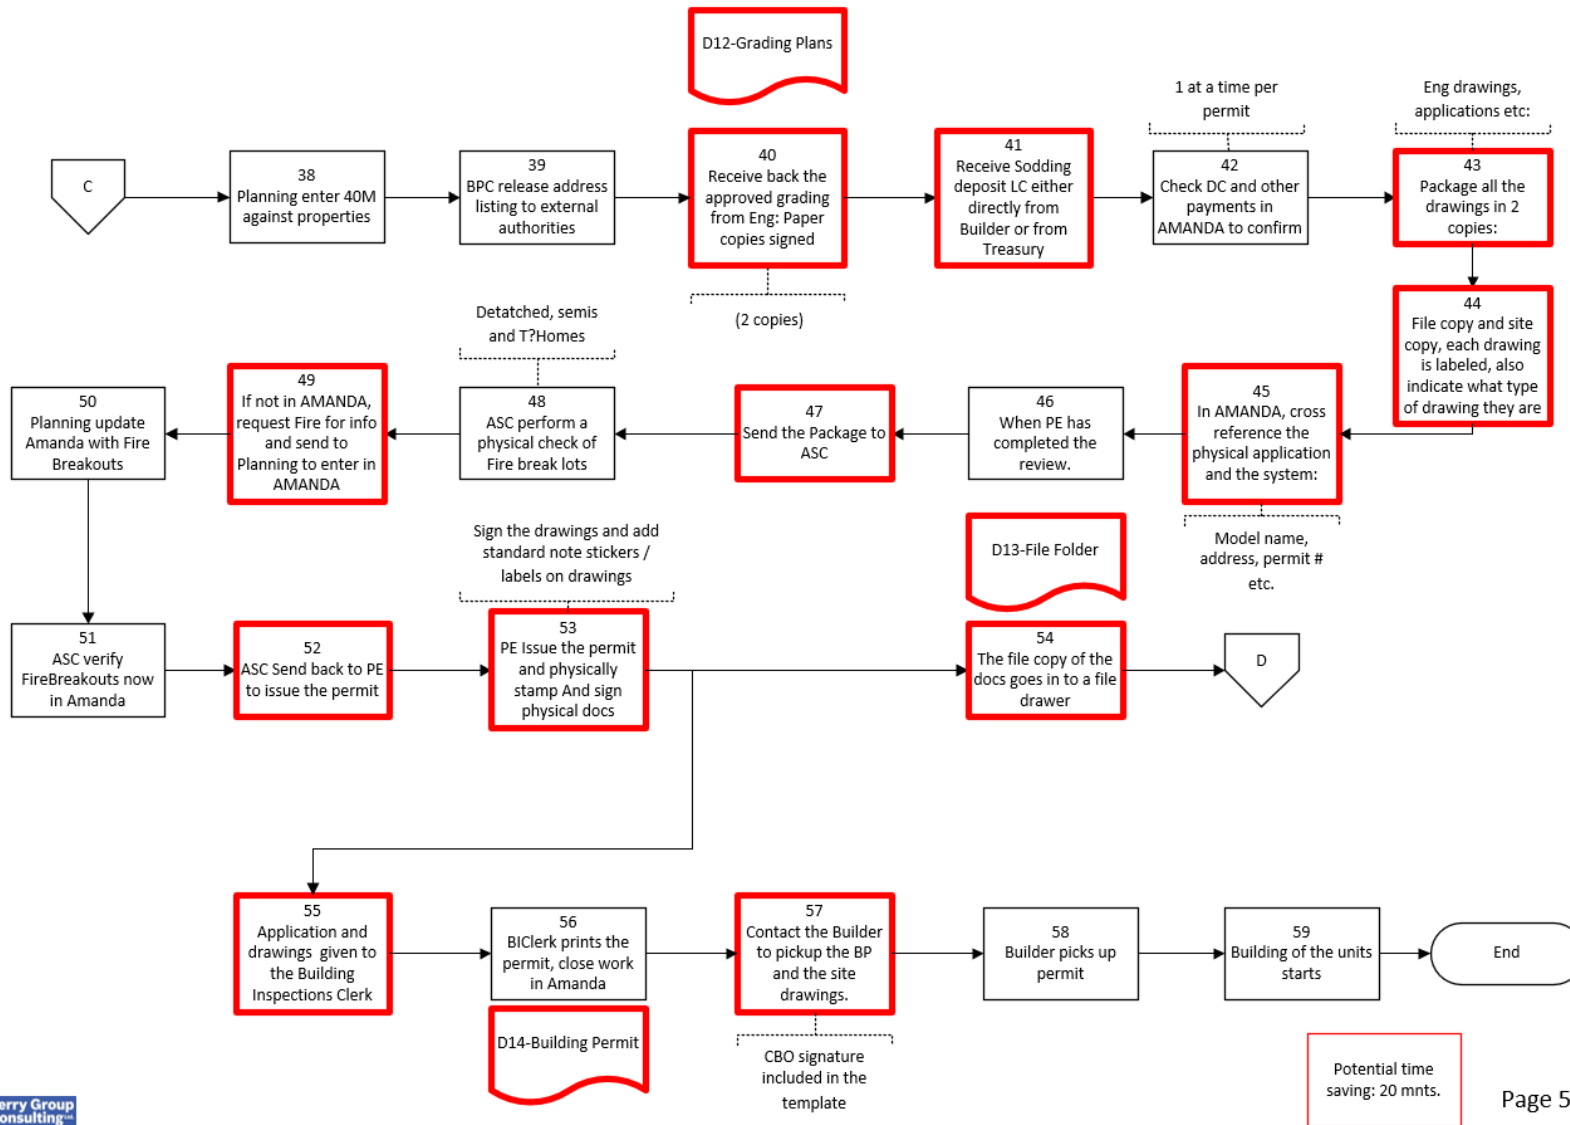 D12-Grading Plans
1 at a time per
permit
Eng drawings,
applications etc:
C
38
Planning enter 40M
against properties
39
BPC release address
listing to external
authorities
40
Receive back the
approved grading
from Eng: Paper
copies signed
(2 copies)
41
Receive Sodding
deposit LC either
directly from
Builder or from
Treasury
42
Check DC and other
payments in
AMANDA to confirm
43
Package all the
drawings in 2
copies:
44
File copy and site
copy, each drawing
is labeled, also
indicate what type
of drawing they are
45
In AMANDA, cross
reference the
physical application
and the system:
Model name,
address, permit #
etc.
46
When PE has
completed the
review.
47
Send the Package to
ASC
Detatched, semis
and T?Homes
48
ASC perform a
physical check of
Fire break lots
49
If not in AMANDA,
request Fire for info
and send to
Planning to enter in
AMANDA
50
Planning update
Amanda with Fire
Breakouts
51
ASC verify
FireBreakouts now
in Amanda
52
ASC Send back to PE
to issue the permit
Sign the drawings and add
standard note stickers /
labels on drawings
53
PE Issue the permit
and physically
stamp And sign
physical docs
D13-File Folder
54
The file copy of the
docs goes in to a file
drawer
D
55
Application and
drawings given to
the Building
Inspections Clerk
56
BIClerk prints the
permit, close work
in Amanda
D14-Building Permit
57
Contact the Builder
to pickup the BP
and the site
drawings.
CBO signature
included in the
template
58
Builder picks up
permit
59
Building of the units
starts
End
Potential time
saving: 20 mnts.
Page 5
erry Group
onsulting